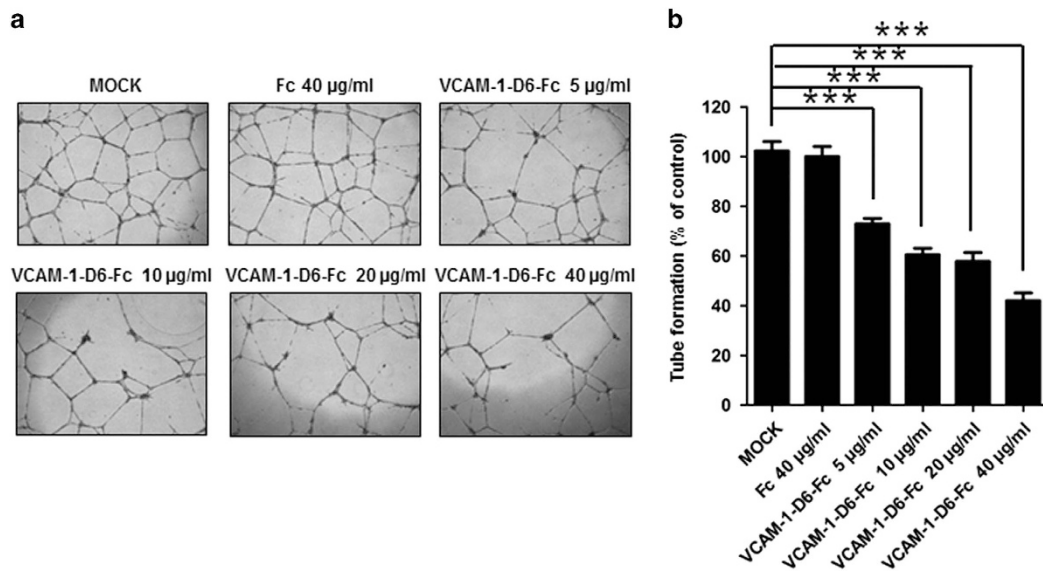 a
MOCK
Fc 40 µg/ml
VCAM-1-D6-Fc 5 µg/ml
VCAM-1-D6-Fc 10 µg/ml
VCAM-1-D6-Fc 20 µg/ml
VCAM-1-D6-Fc 40 µg/ml
b
***
***
***
***
Tube formation (% of control)
120
100
80
60
40
20
0
MOCK
Fc 40 µg/ml
VCAM-1-D6-Fc 5 µg/ml
VCAM-1-D6-Fc 10 µg/ml
VCAM-1-D6-Fc 20 µg/ml
VCAM-1-D6-Fc 40 µg/ml